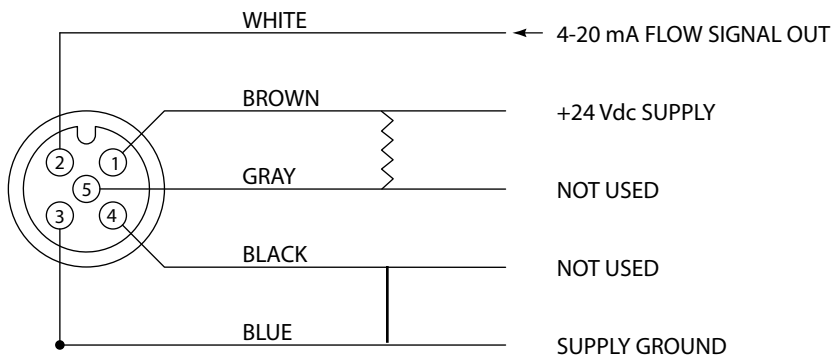 WHITE
4-20 mA FLOW SIGNAL OUT
BROWN
+24 Vdc SUPPLY
2
1
GRAY
5
NOT USED
3
4
BLACK
NOT USED
BLUE
SUPPLY GROUND